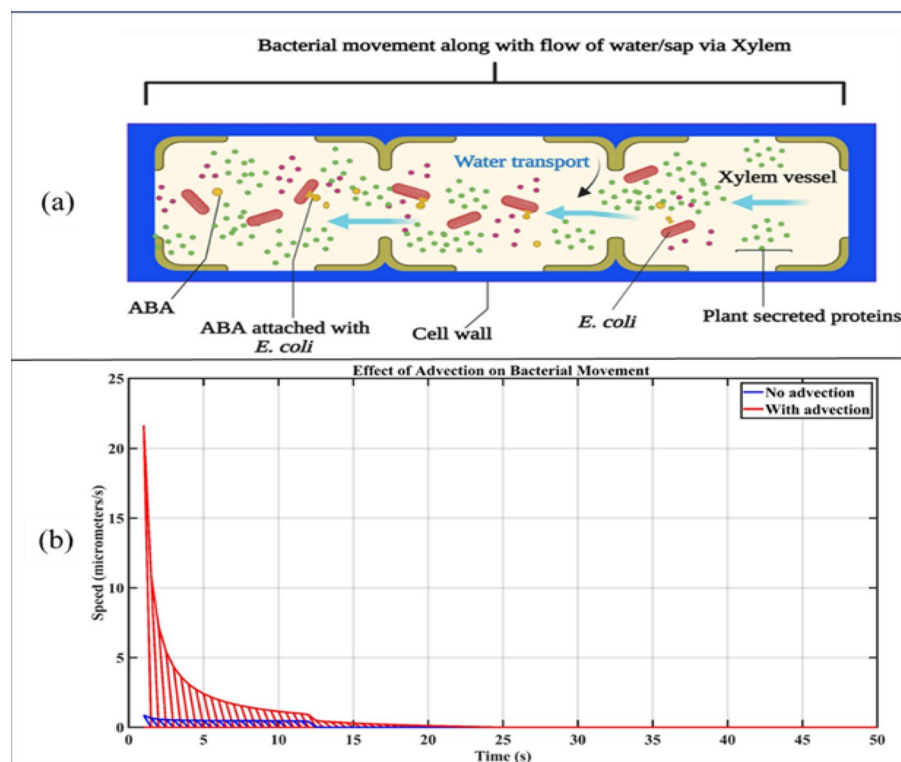 Bacterial movement along with flow of water/sap via Xylem
(a)
Water transport
Xylem vessel
ABA
ABA attached with
E. coli
Cell wall
E. coli
Plant secreted proteins
(b)
Effect of Advection on Bacterial Movement
No advection
With advection
Speed (micrometers/s)
25
20
15
10
5
0
0 5 10 15 20 25 30 35 40 45 50
Time (s)